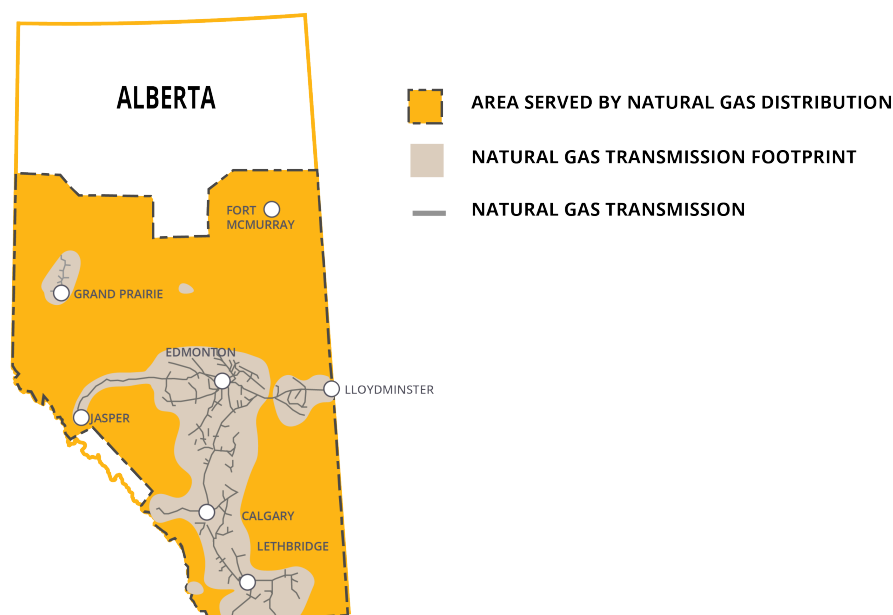 ALBERTA
AREA SERVED BY NATURAL GAS DISTRIBUTION
NATURAL GAS TRANSMISSION FOOTPRINT
NATURAL GAS TRANSMISSION
FORT
MCMURRAY
GRAND PRAIRIE
EDMONTON
LLOYDMINSTER
JASPER
CALGARY
LETHBRIDGE